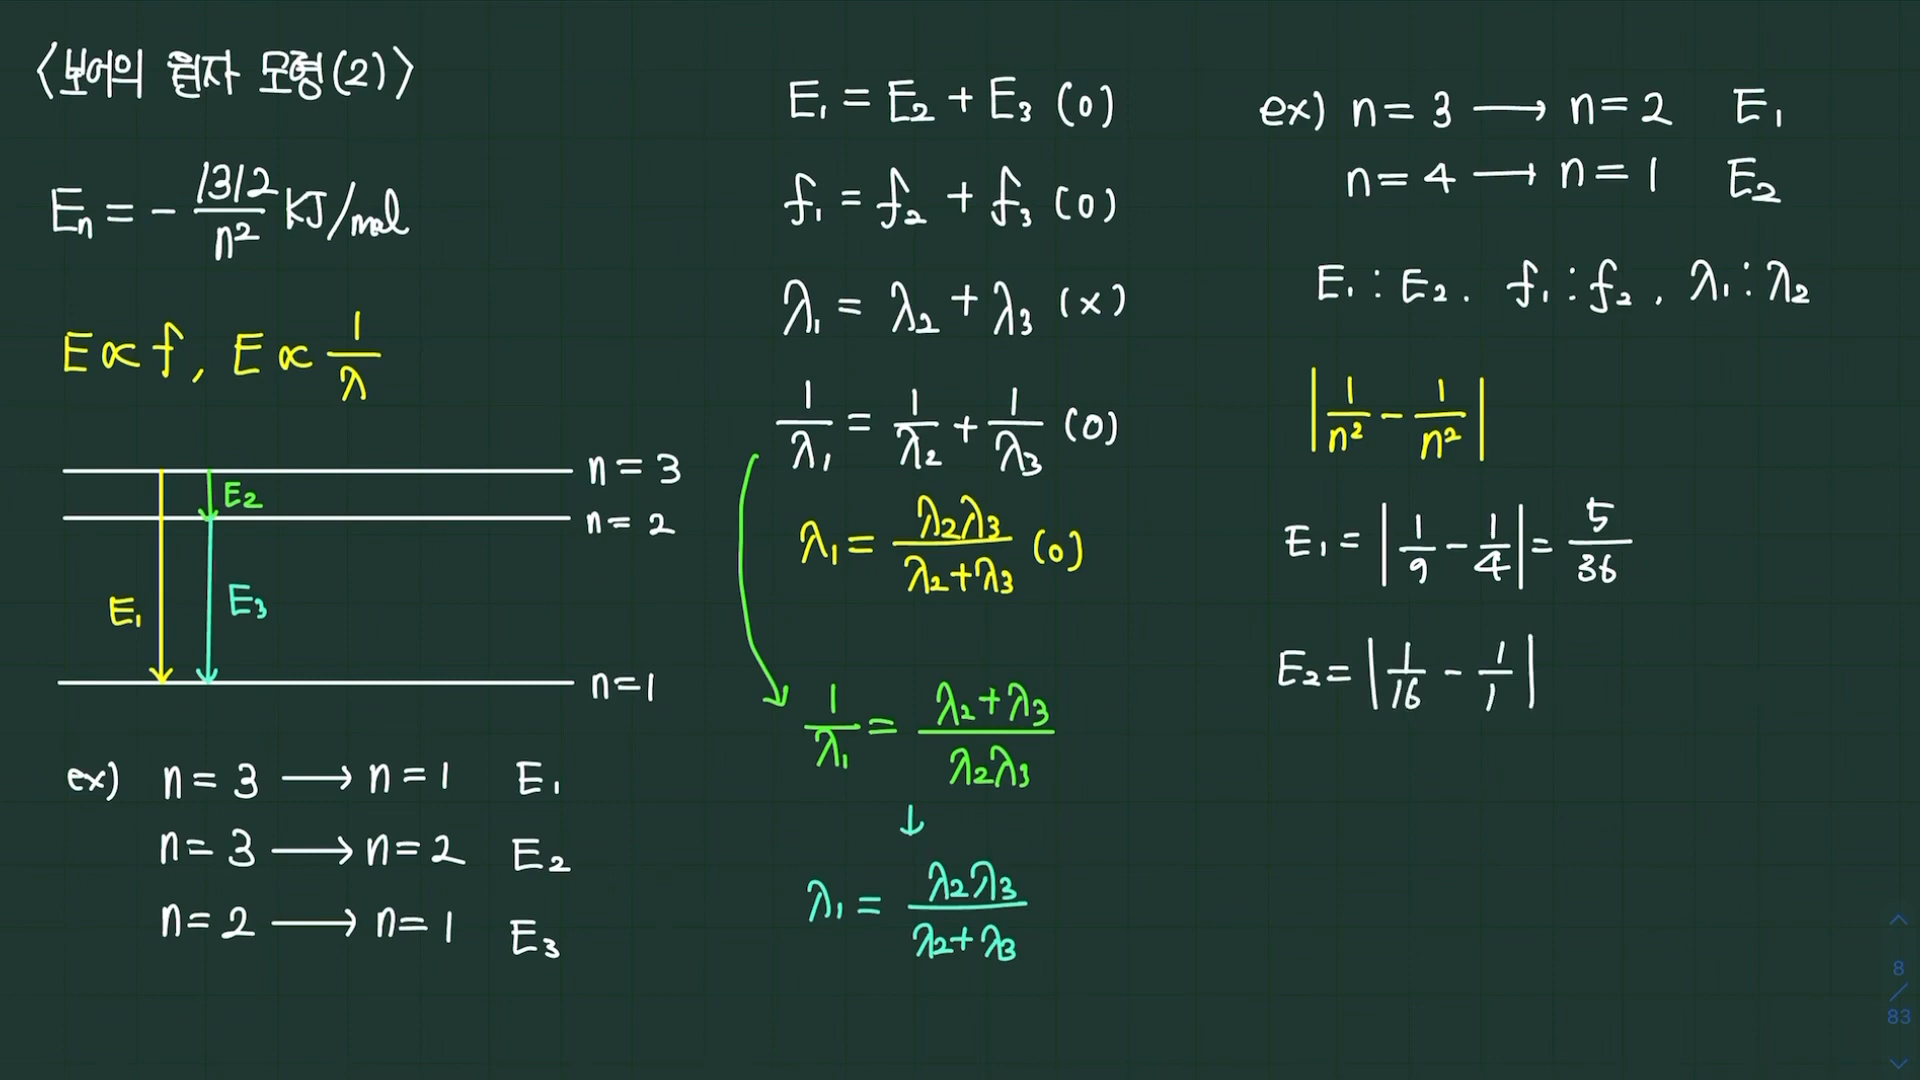 <보어의 원자 모형(2)>
En = - 1312/n² kJ/mol
E∝f, E∝1/λ
n=3
n=2
n=1
E₂
E₁
E₃
ex) n=3 → n=1 E₁
n=3 → n=2 E₂
n=2 → n=1 E₃
E₁ = E₂ + E₃ (o)
f₁ = f₂ + f₃ (o)
λ₁ = λ₂ + λ₃ (x)
1/λ₁ = 1/λ₂ + 1/λ₃ (o)
λ₁ = λ₂λ₃/λ₂+λ₃ (o)
1/λ₁ = λ₂+λ₃/λ₂λ₃
↓
λ₁ = λ₂λ₃/λ₂+λ₃
ex) n=3 → n=2 E₁
n=4 → n=1 E₂
E₁:E₂. f₁:f₂, λ₁:λ₂
|1/n² - 1/n²|
E₁ = |1/9 - 1/4| = 5/36
E₂ = |1/16 - 1/1|
8
/
83